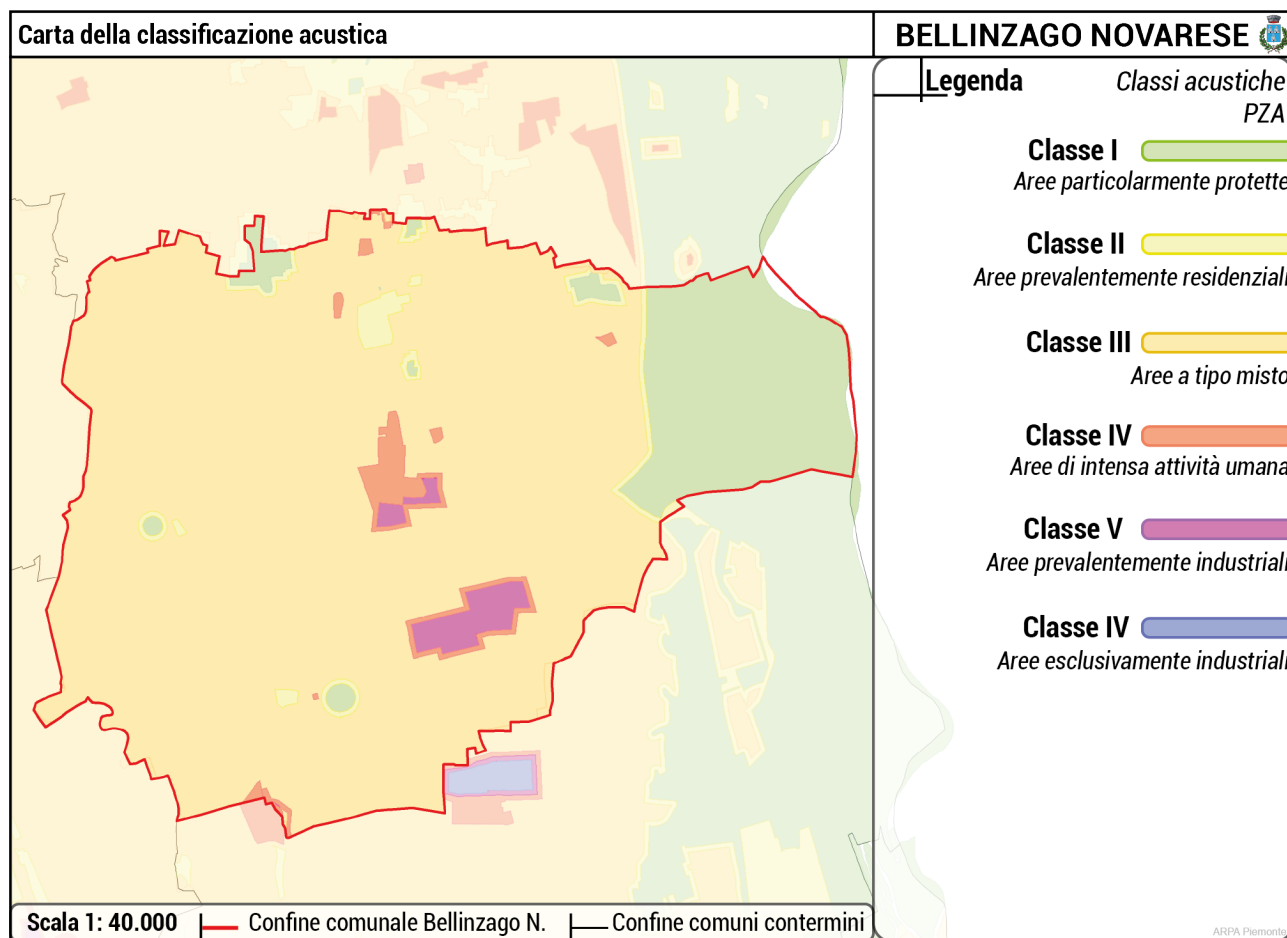 Carta della classificazione acustica
BELLINZAGO NOVARESE
Legenda
Classi acustiche
PZA
Classe I
Aree particolarmente protette
Classe II
Aree prevalentemente residenziali
Classe III
Aree a tipo misto
Classe IV
Aree di intensa attività umana
Classe V
Aree prevalentemente industriali
Classe IV
Aree esclusivamente industriali
Scala 1: 40.000
Confine comunale Bellinzago N.
Confine comuni contermini
ARPA Piemonte